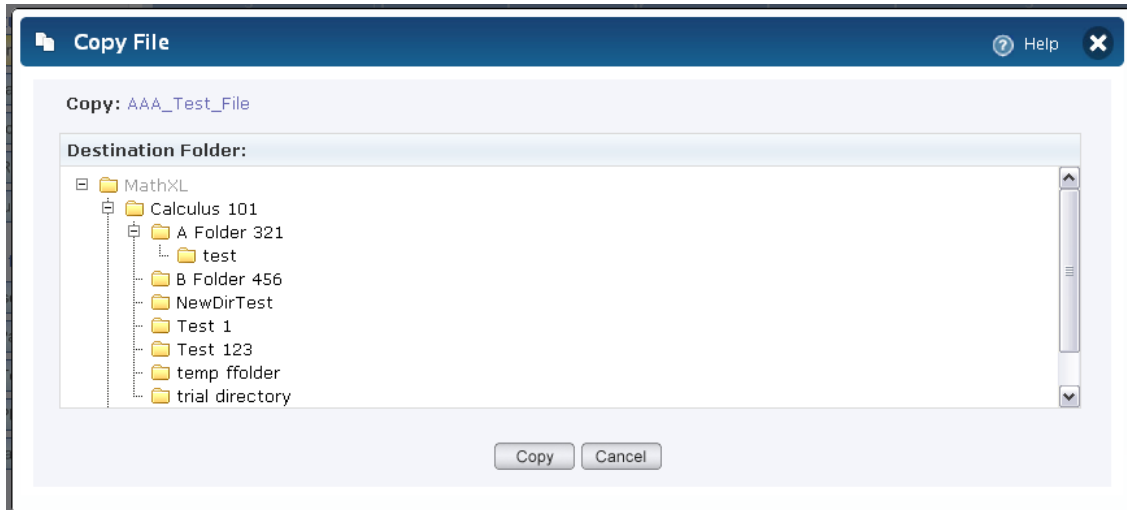 Copy File
Help
Copy: AAA_Test_File
Destination Folder:
MathXL
Calculus 101
A Folder 321
test
B Folder 456
NewDirTest
Test 1
Test 123
temp ffolder
trial directory
Copy Cancel